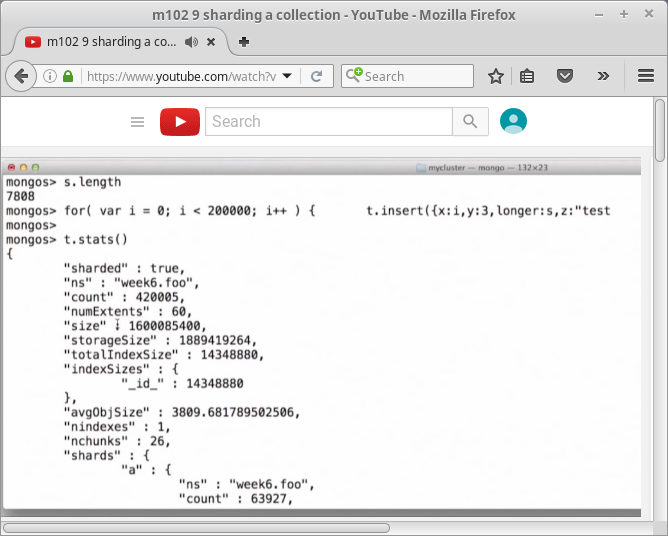 m102 9 sharding a collection - YouTube - Mozilla Firefox
m102 9 sharding a co...
https://www.youtube.com/watch?v
Search
Search
mycluster — mongo — 132×23
mongos> s.length
7808
mongos> for( var i = 0; i < 200000; i++ ) { t.insert({x:i,y:3,longer:s,z:"test
mongos>
mongos> t.stats()
{
"sharded" : true,
"ns" : "week6.foo",
"count" : 420005,
"numExtents" : 60,
"size" : 1600085400,
"storageSize" : 1889419264,
"totalIndexSize" : 14348880,
"indexSizes" : {
"_id_" : 14348880
},
"avgObjSize" : 3809.681789502506,
"nindexes" : 1,
"nchunks" : 26,
"shards" : {
"a" : {
"ns" : "week6.foo",
"count" : 63927,